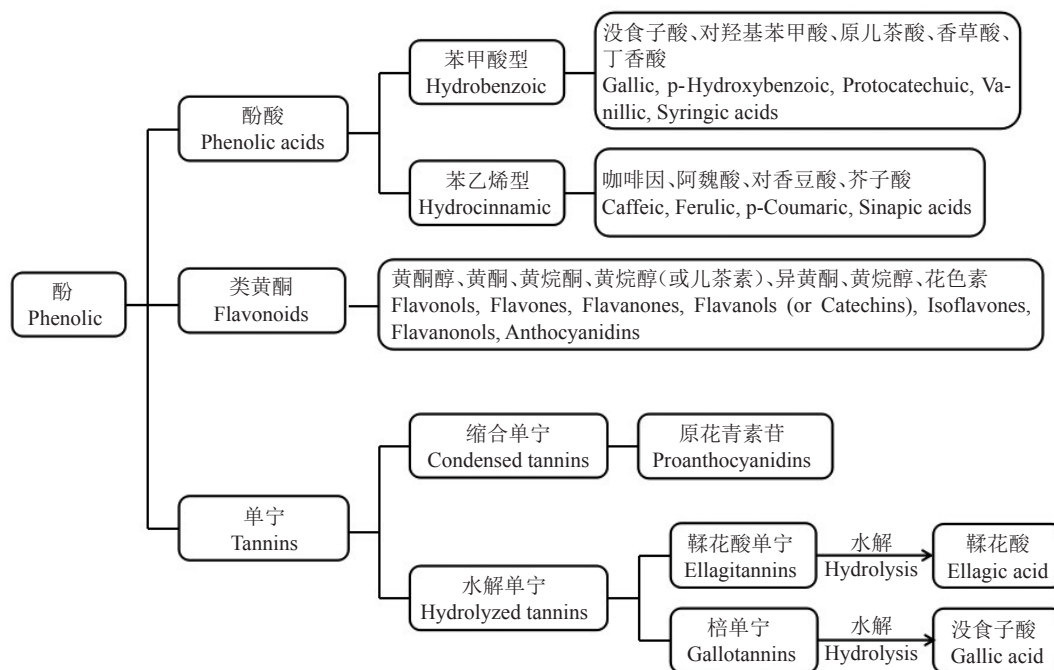 苯甲酸型
Hydrobenzoic
没食子酸、对羟基苯甲酸、原儿茶酸、香草酸、
丁香酸
Gallic, p-Hydroxybenzoic, Protocatechuic, Va-
nillic, Syringic acids
酚酸
Phenolic acids
苯乙烯型
Hydrocinnamic
咖啡因、阿魏酸、对香豆酸、芥子酸
Caffeic, Ferulic, p-Coumaric, Sinapic acids
酚
Phenolic
类黄酮
Flavonoids
黄酮醇、黄酮、黄烷酮、黄烷醇(或儿茶素)、异黄酮、黄烷醇、花色素
Flavonols, Flavones, Flavanones, Flavanols (or Catechins), Isoflavones,
Flavanonols, Anthocyanidins
缩合单宁
Condensed tannins
原花青素苷
Proanthocyanidins
单宁
Tannins
水解单宁
Hydrolyzed tannins
鞣花酸单宁
Ellagitannins
水解
Hydrolysis
鞣花酸
Ellagic acid
棓单宁
Gallotannins
水解
Hydrolysis
没食子酸
Gallic acid